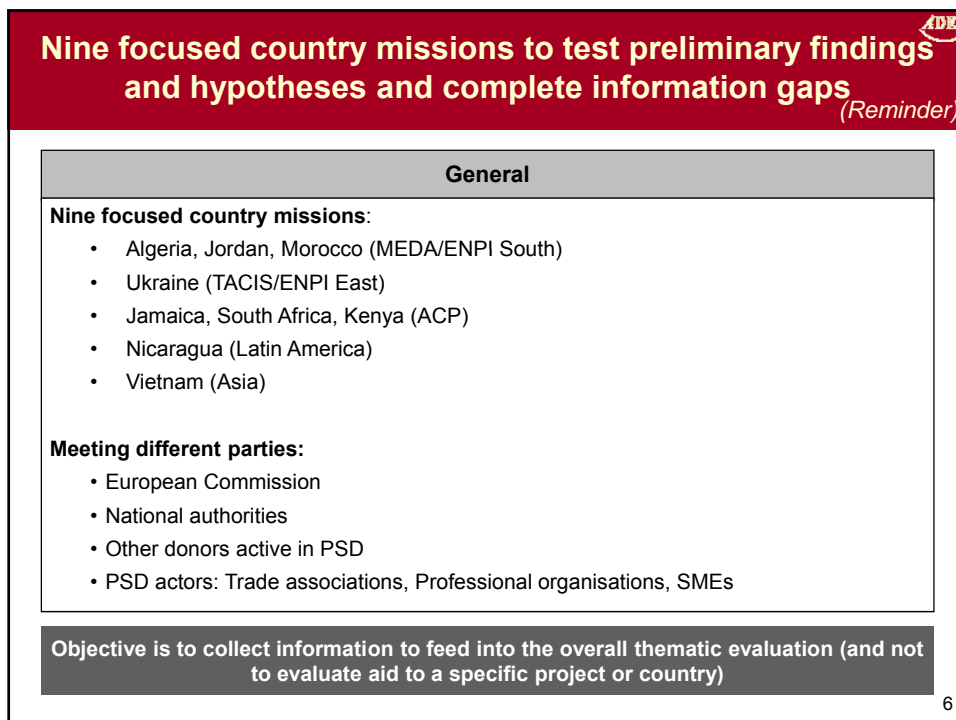 ADE
Nine focused country missions to test preliminary findings
and hypotheses and complete information gaps
(Reminder)
General
Nine focused country missions:
• Algeria, Jordan, Morocco (MEDA/ENPI South)
• Ukraine (TACIS/ENPI East)
• Jamaica, South Africa, Kenya (ACP)
• Nicaragua (Latin America)
• Vietnam (Asia)
Meeting different parties:
• European Commission
• National authorities
• Other donors active in PSD
• PSD actors: Trade associations, Professional organisations, SMEs
Objective is to collect information to feed into the overall thematic evaluation (and not
to evaluate aid to a specific project or country)
6